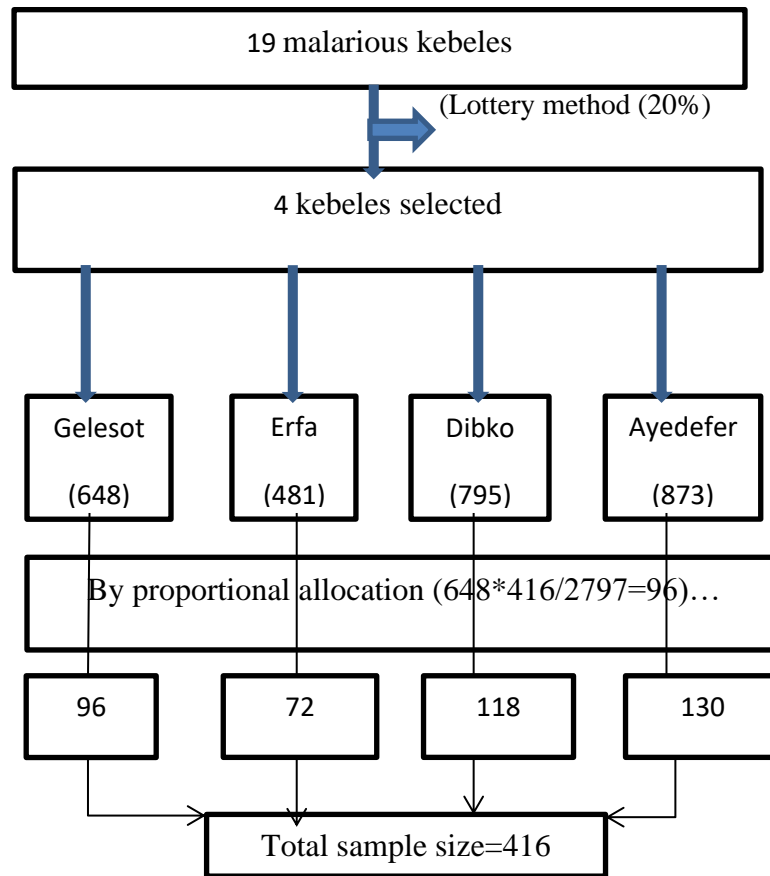 19 malarious kebeles
(Lottery method (20%)
4 kebeles selected
Gelesot
(648)
Erfa
(481)
Dibko
(795)
Ayedefer
(873)
By proportional allocation (648*416/2797=96)…
96
72
118
130
Total sample size=416